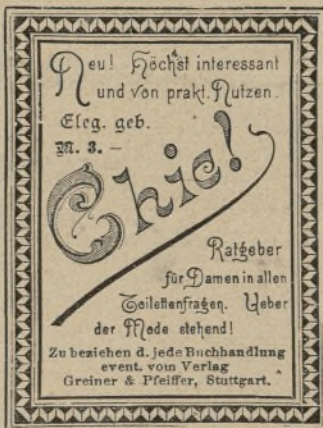 Neu! Höchst interessant
und von prakt. Nutzen.
Eleg. geb.
M. 3. —
Chic!
Ratgeber
für Damen in allen
Toilettenfragen. Ueber
der Mode stehend!
Zu beziehen d. jede Buchhandlung
event. vom Verlag
Greiner & Pfeiffer, Stuttgart.